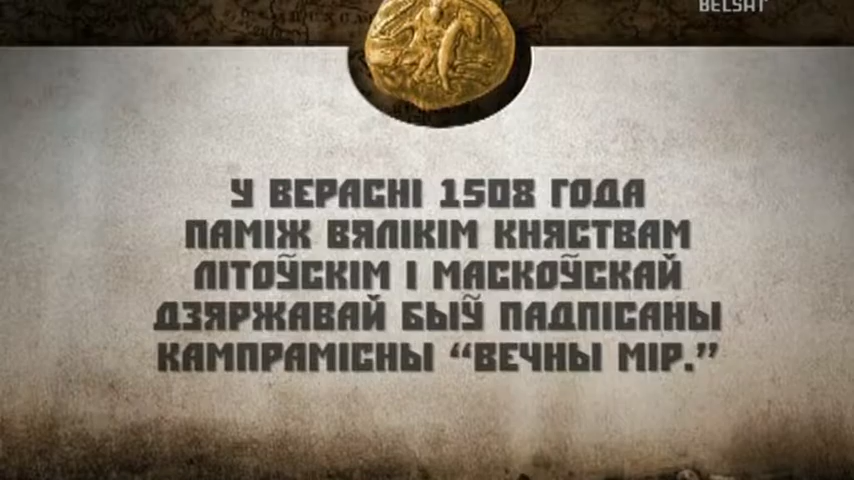 BELSAT
У ВЕРАСНІ 1508 ГОДА
ПАМІЖ ВЯЛІКІМ КНЯСТВАМ
ЛІТОЎСКІМ І МАСКОЎСКАЙ
ДЗЯРЖАВАЙ БЫЎ ПАДПІСАНЫ
КАМПРАМІСНЫ “ВЕЧНЫ МІР.”